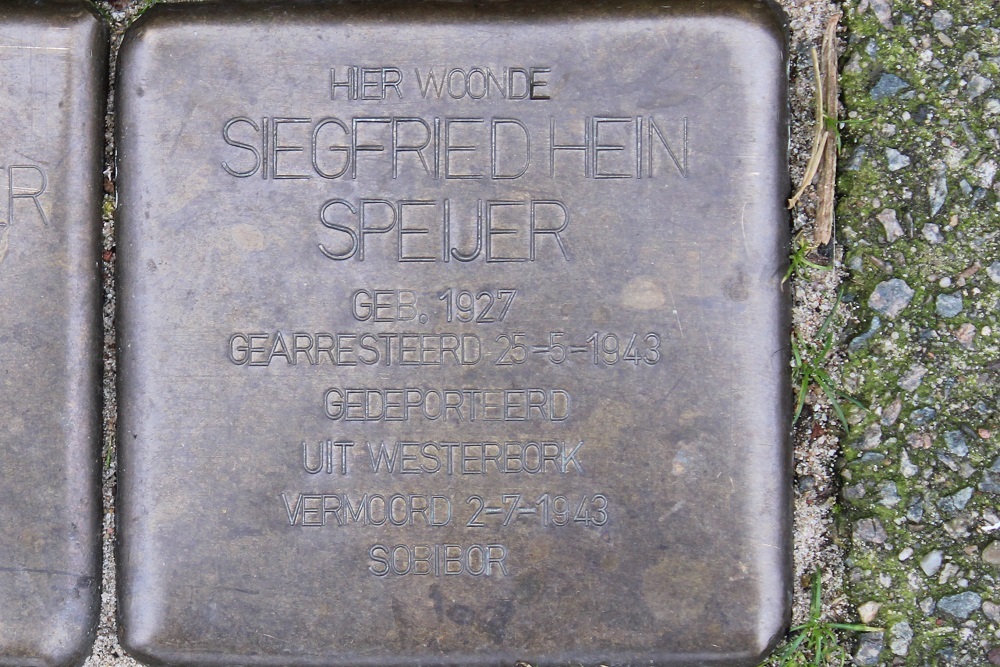 HIER WOONDE
SIEGFRIED HEIN
SPEIJER
GEB. 1927
GEARRESTEERD 25-5-1943
GEDEPORTEERD
UIT WESTERBORK
VERMOORD 2-7-1943
SOBIBOR